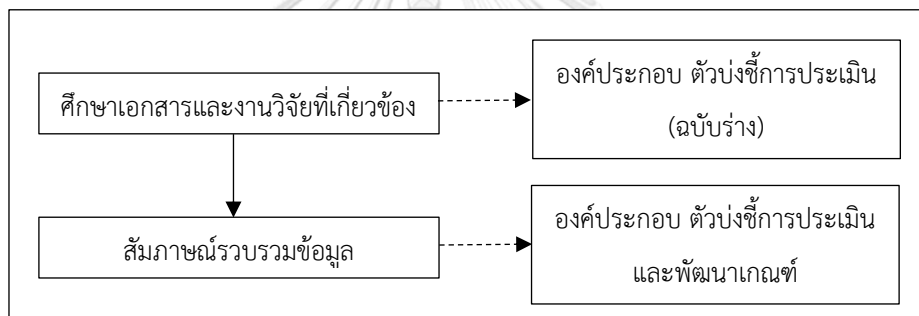 ศึกษาเอกสารและงานวิจัยที่เกี่ยวข้อง
องค์ประกอบ ตัวบ่งชี้การประเมิน
(ฉบับร่าง)
สัมภาษณ์รวบรวมข้อมูล
องค์ประกอบ ตัวบ่งชี้การประเมิน
และพัฒนาเกณฑ์